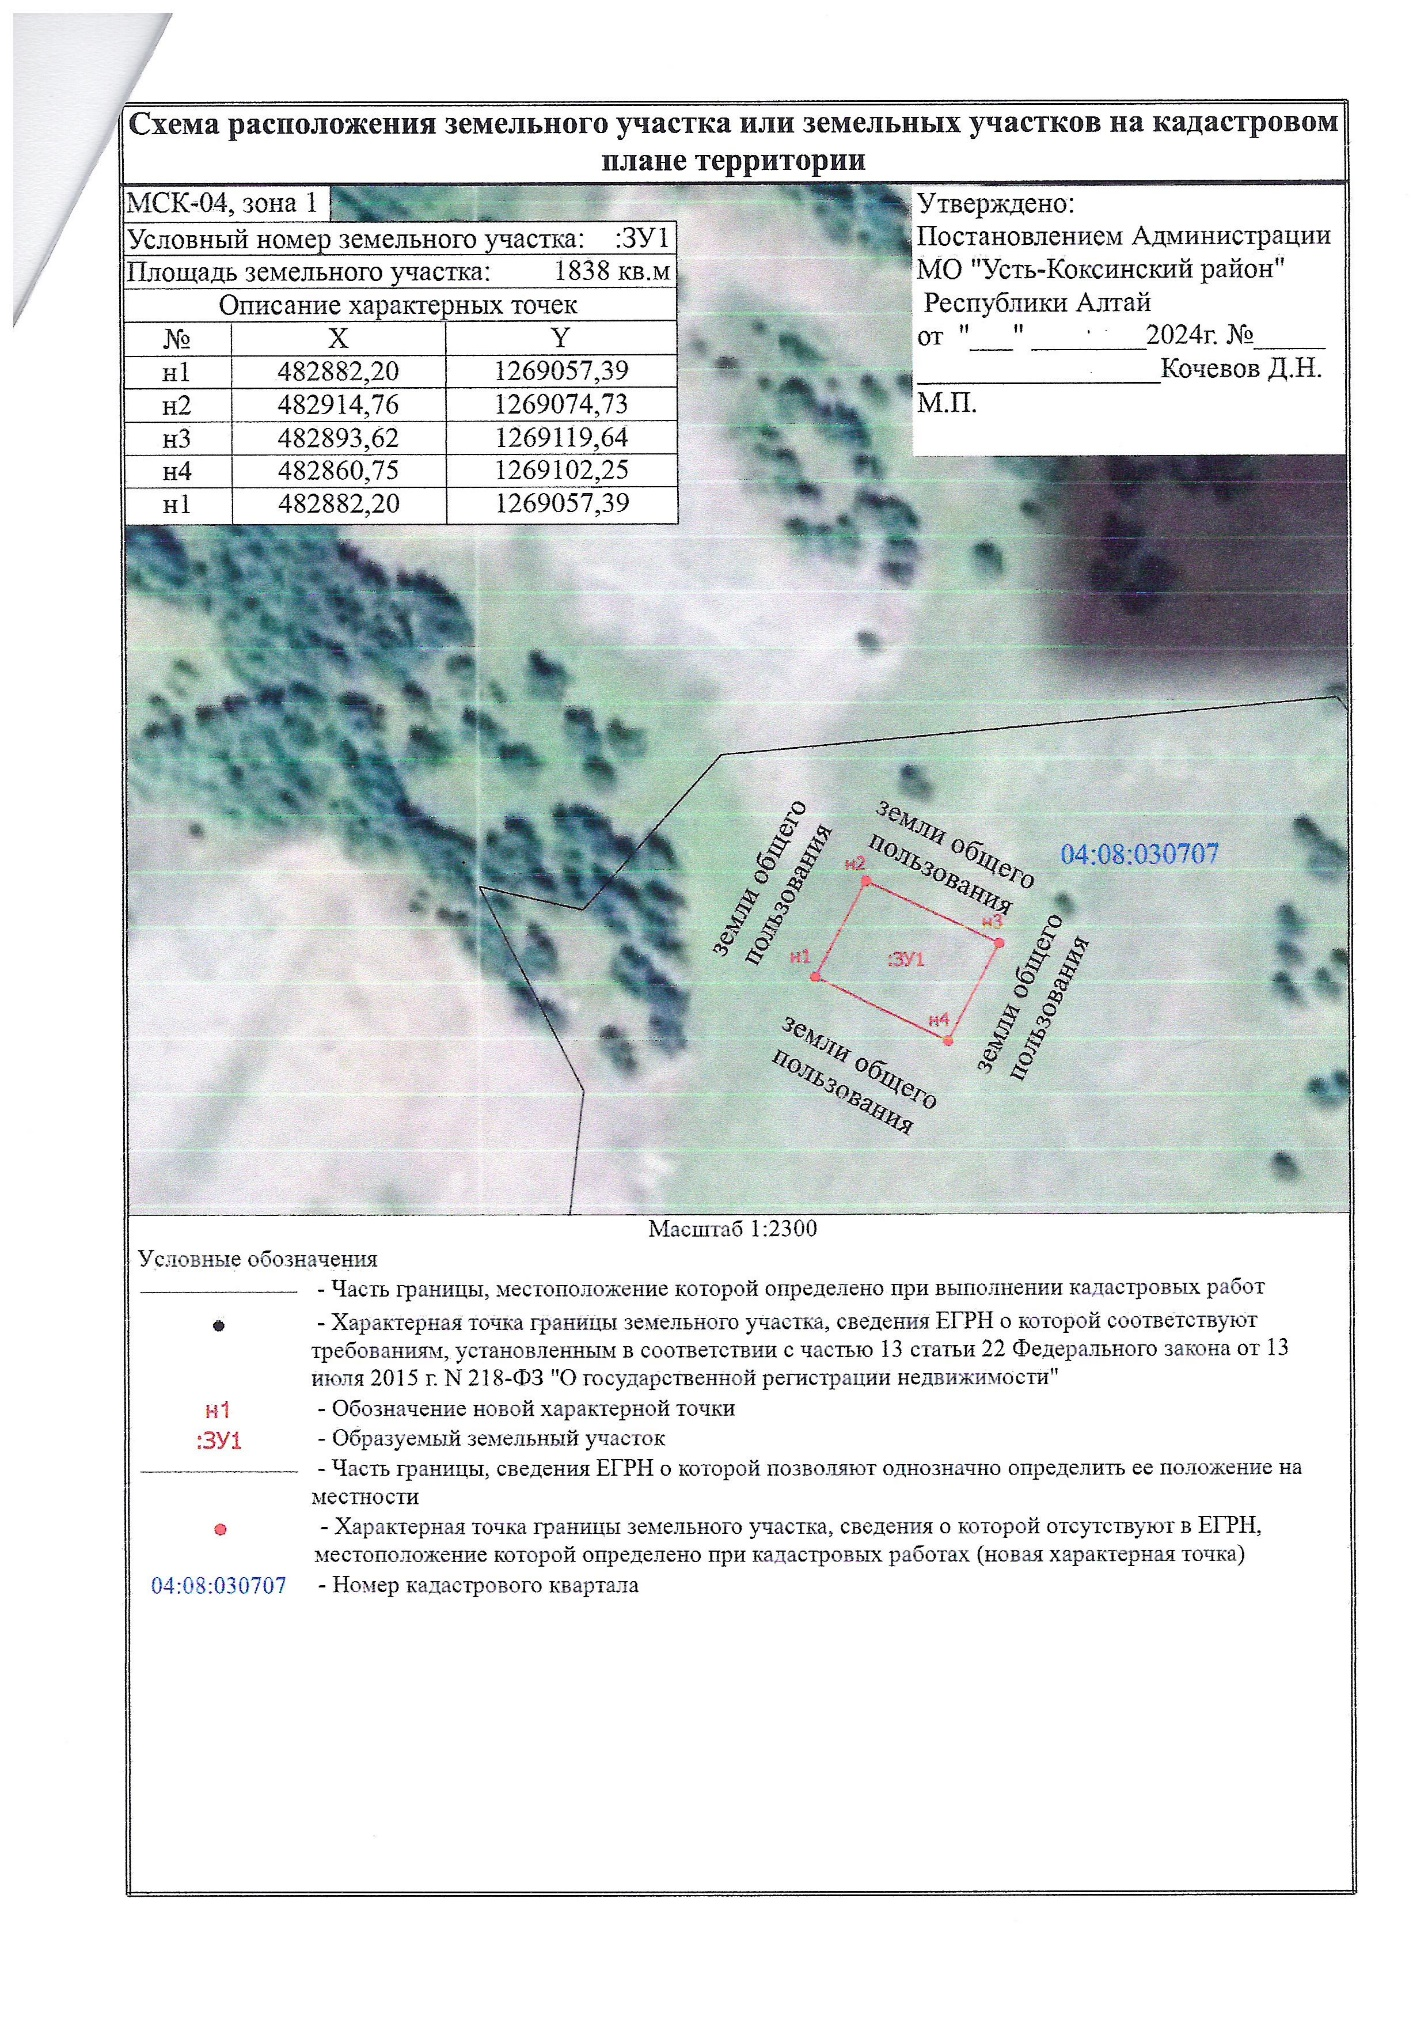 Схема расположения земельного участка или земельных участков на кадастровом
плане территории
МСК-04, зона 1
Условный номер земельного участка: :ЗУ1
Площадь земельного участка: 1838 кв.м
Описание характерных точек
№ X Y
н1 482882,20 1269057,39
н2 482914,76 1269074,73
н3 482893,62 1269119,64
н4 482860,75 1269102,25
н1 482882,20 1269057,39
Утверждено:
Постановлением Администрации
МО "Усть-Коксинский район"
Республики Алтай
от "___" ________2024г. №_____
_________________Кочевов Д.Н.
М.П.
земли общего
пользования
земли общего
пользования
04:08:030707
н2
н3
н1
:ЗУ1
н4
земли общего
пользования
земли общего
пользования
Масштаб 1:2300
Условные обозначения
- Часть границы, местоположение которой определено при выполнении кадастровых работ
- Характерная точка границы земельного участка, сведения ЕГРН о которой соответствуют
требованиям, установленным в соответствии с частью 13 статьи 22 Федерального закона от 13
июля 2015 г. N 218-ФЗ "О государственной регистрации недвижимости"
н1 - Обозначение новой характерной точки
:ЗУ1 - Образуемый земельный участок
- Часть границы, сведения ЕГРН о которой позволяют однозначно определить ее положение на
местности
- Характерная точка границы земельного участка, сведения о которой отсутствуют в ЕГРН,
местоположение которой определено при кадастровых работах (новая характерная точка)
04:08:030707 - Номер кадастрового квартала